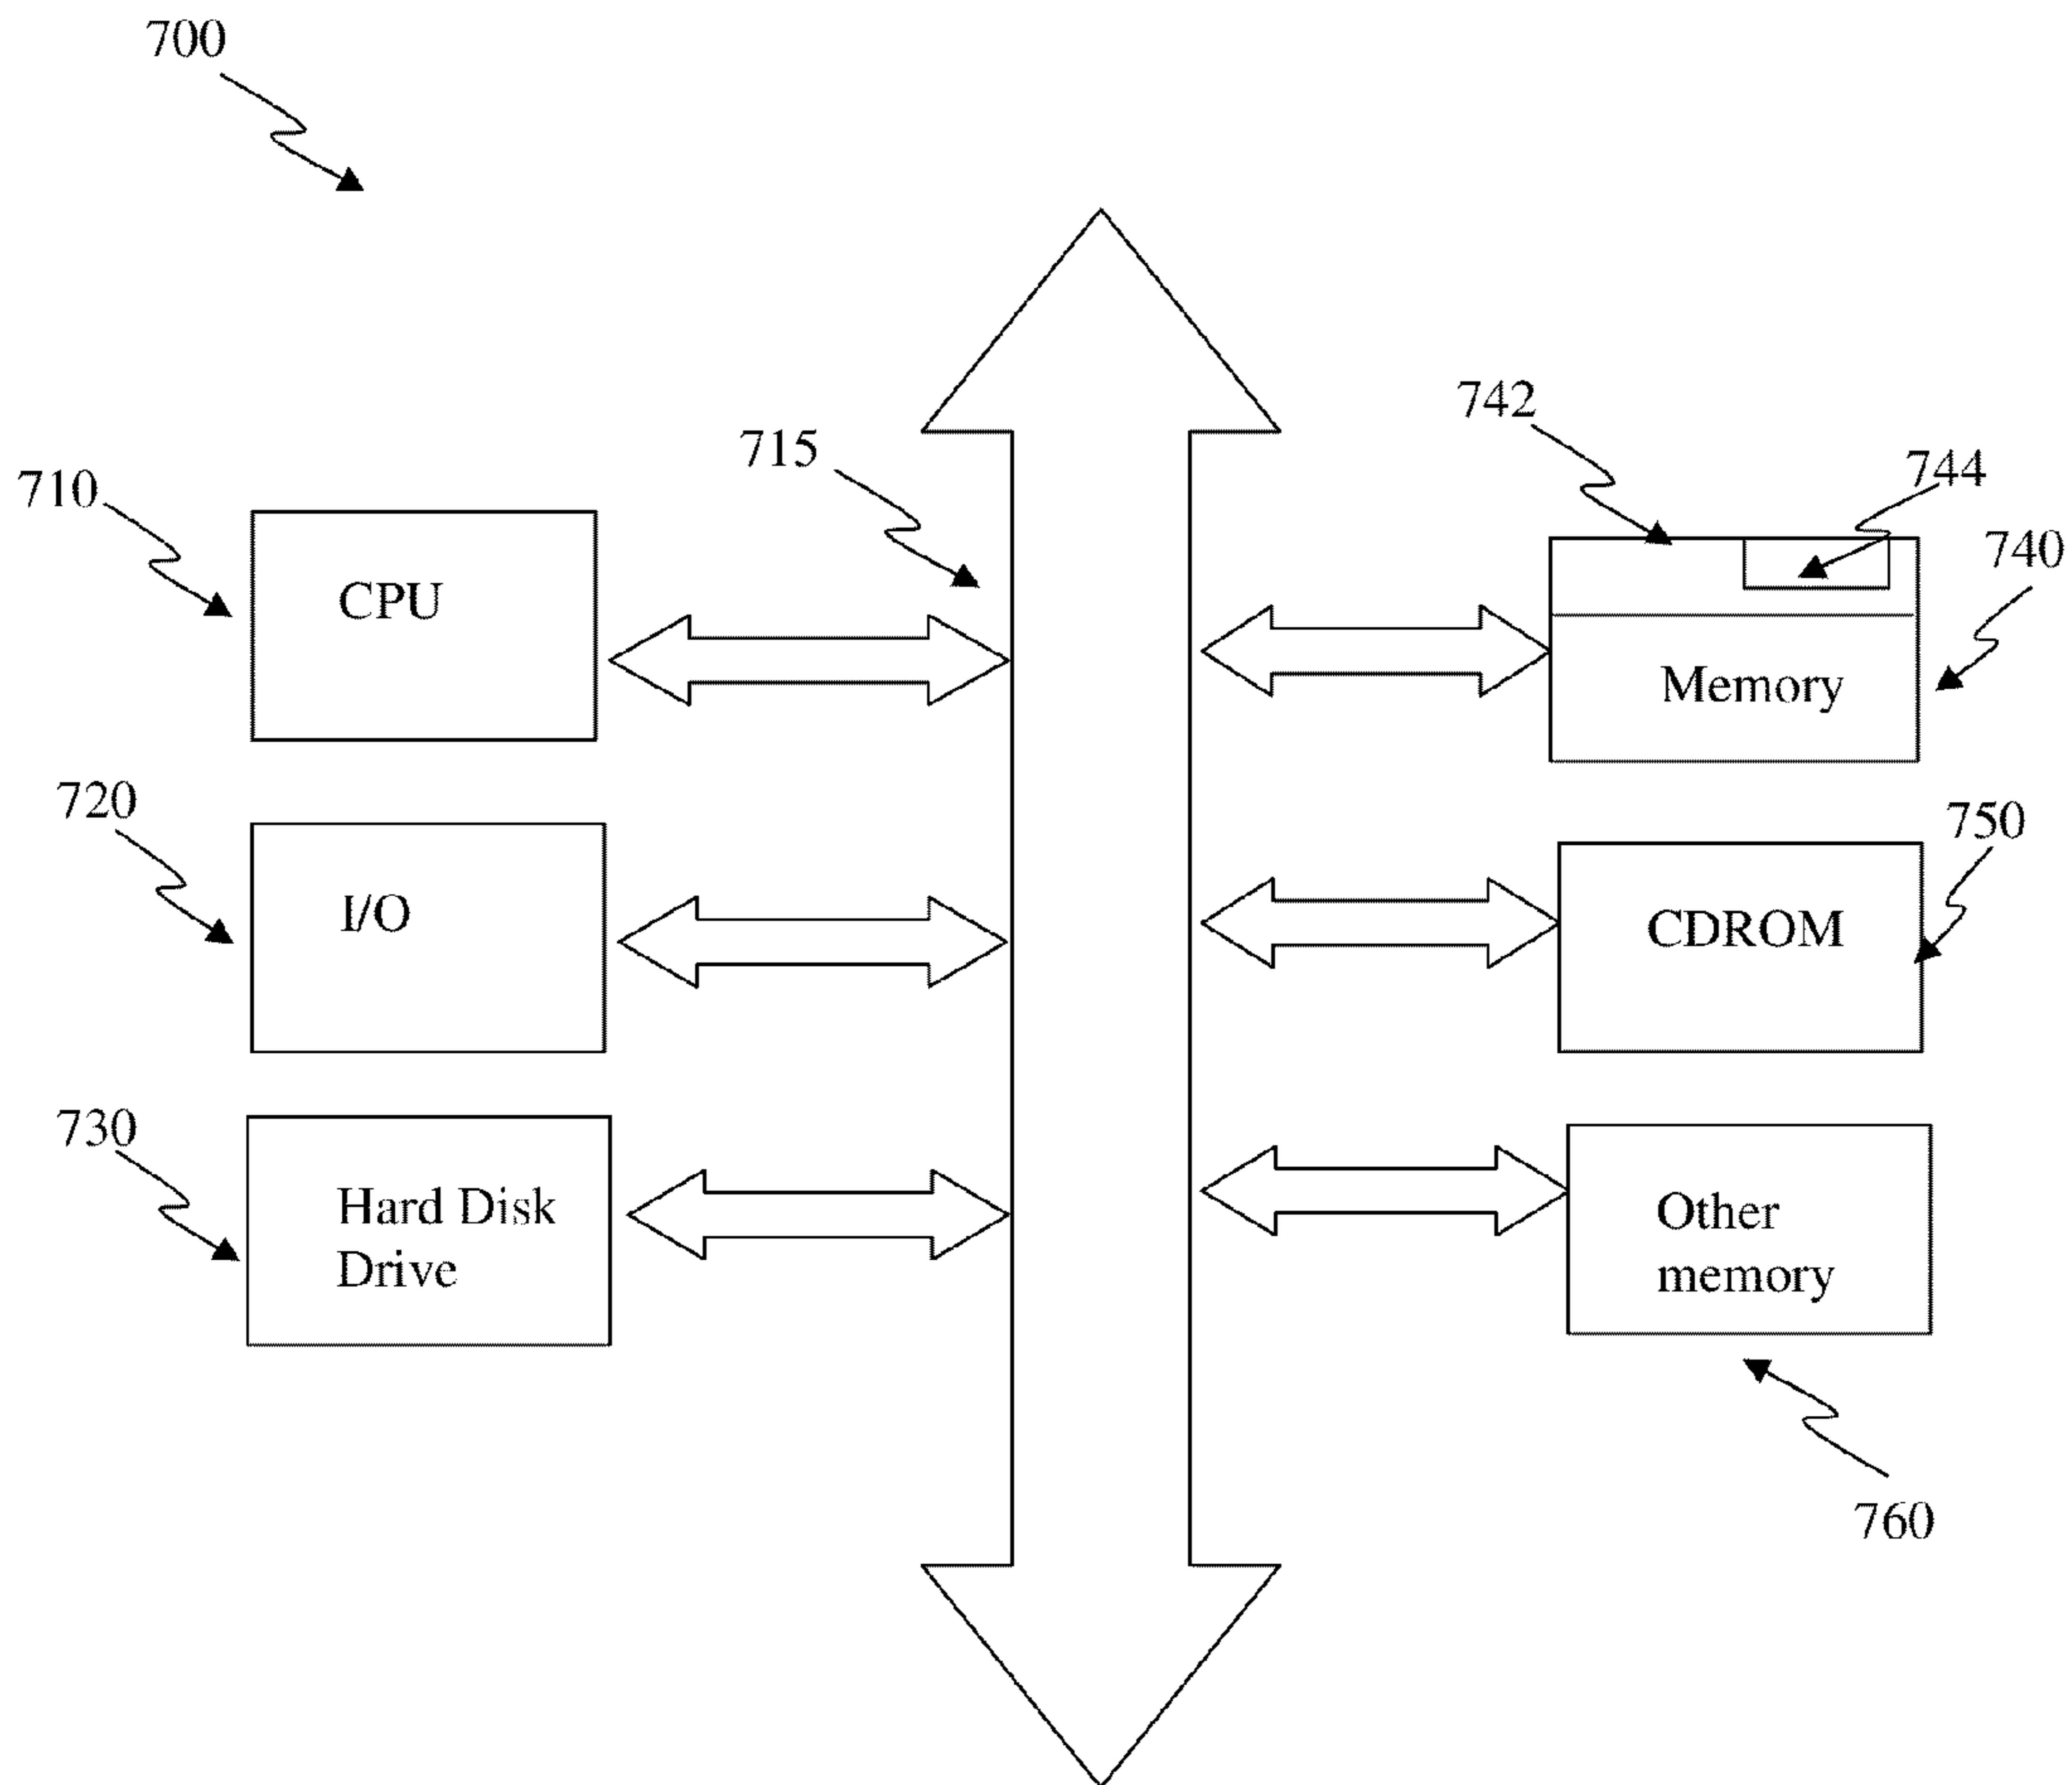 700
742
715
744
710
740
CPU
Memory
720
750
I/O
CDROM
730
Hard Disk
Drive
Other
memory
760